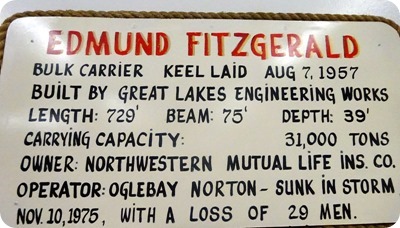 EDMUND FITZGERALD
BULK CARRIER KEEL LAID AUG 7, 1957
BUILT BY GREAT LAKES ENGINEERING WORKS
LENGTH: 729' BEAM: 75' DEPTH: 39'
CARRYING CAPACITY: 31,000 TONS
OWNER: NORTHWESTERN MUTUAL LIFE INS. CO.
OPERATOR: OGLEBAY NORTON - SUNK IN STORM
NOV. 10, 1975, WITH A LOSS OF 29 MEN.